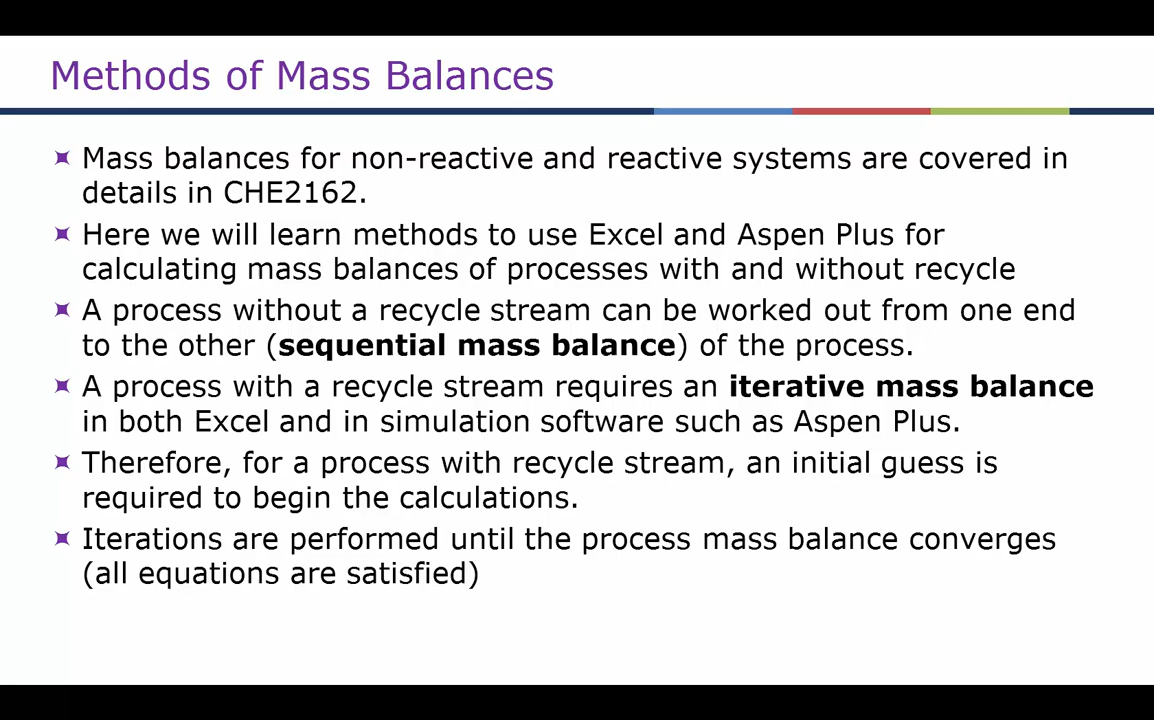 Methods of Mass Balances
Mass balances for non-reactive and reactive systems are covered in
details in CHE2162.
Here we will learn methods to use Excel and Aspen Plus for
calculating mass balances of processes with and without recycle
A process without a recycle stream can be worked out from one end
to the other (sequential mass balance) of the process.
A process with a recycle stream requires an iterative mass balance
in both Excel and in simulation software such as Aspen Plus.
Therefore, for a process with recycle stream, an initial guess is
required to begin the calculations.
Iterations are performed until the process mass balance converges
(all equations are satisfied)